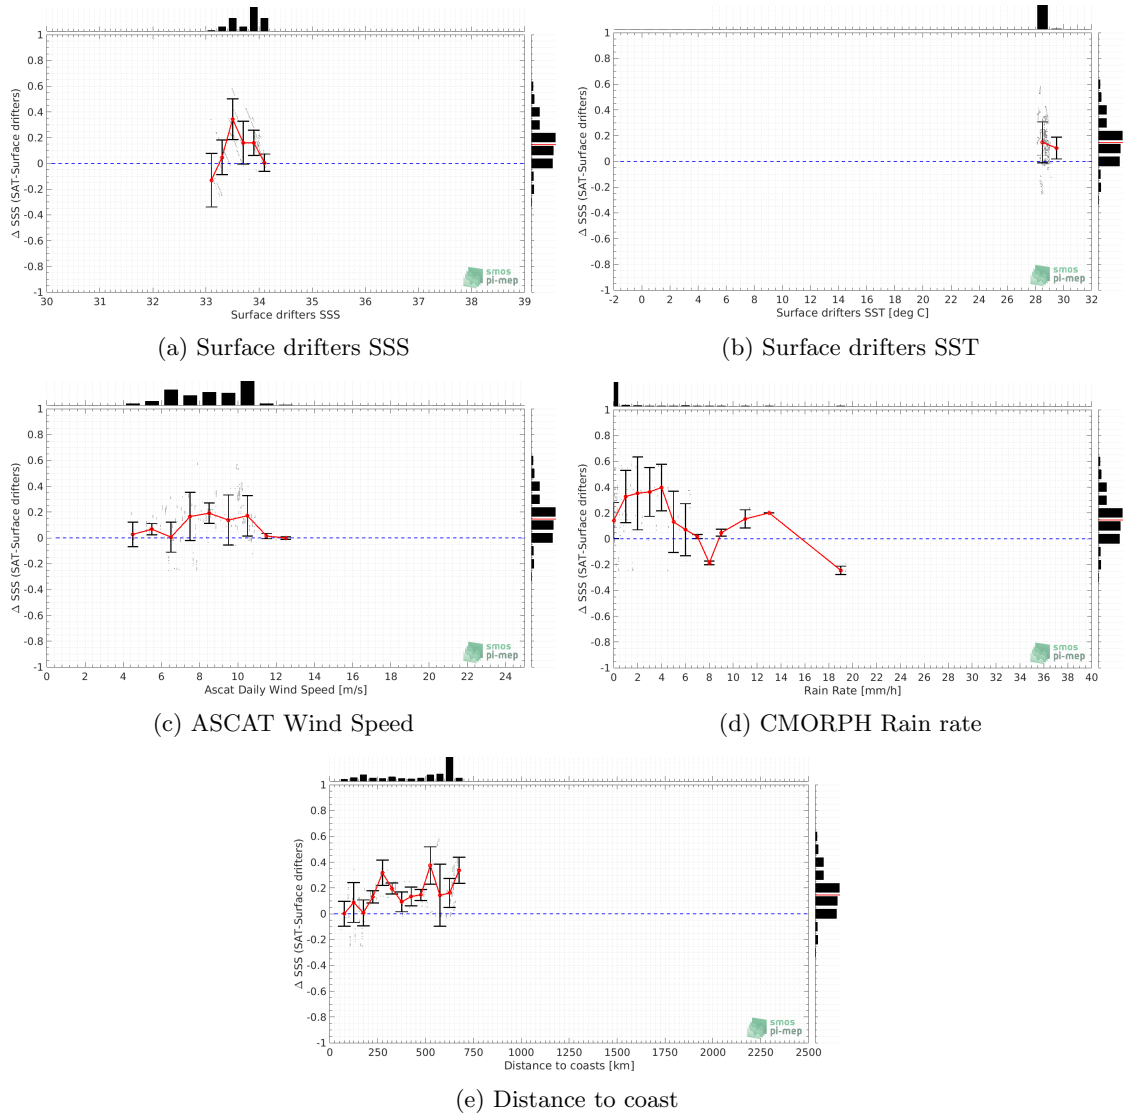 1
0.8
0.6
0.4
0.2
0
-0.2
-0.4
-0.6
-0.8
-1
Δ SSS (SAT-Surface drifters)
30 31 32 33 34 35 36 37 38 39
Surface drifters SSS
smos
pi-mep
(a) Surface drifters SSS
1
0.8
0.6
0.4
0.2
0
-0.2
-0.4
-0.6
-0.8
-1
Δ SSS (SAT-Surface drifters)
-2 0 2 4 6 8 10 12 14 16 18 20 22 24 26 28 30 32
Surface drifters SST [deg C]
smos
pi-mep
(b) Surface drifters SST
1
0.8
0.6
0.4
0.2
0
-0.2
-0.4
-0.6
-0.8
-1
Δ SSS (SAT-Surface drifters)
0 2 4 6 8 10 12 14 16 18 20 22 24
Ascat Daily Wind Speed [m/s]
smos
pi-mep
(c) ASCAT Wind Speed
1
0.8
0.6
0.4
0.2
0
-0.2
-0.4
-0.6
-0.8
-1
Δ SSS (SAT-Surface drifters)
0 2 4 6 8 10 12 14 16 18 20 22 24 26 28 30 32 34 36 38 40
Rain Rate [mm/h]
smos
pi-mep
(d) CMORPH Rain rate
1
0.8
0.6
0.4
0.2
0
-0.2
-0.4
-0.6
-0.8
-1
Δ SSS (SAT-Surface drifters)
0 250 500 750 1000 1250 1500 1750 2000 2250 2500
Distance to coasts [km]
smos
pi-mep
(e) Distance to coast